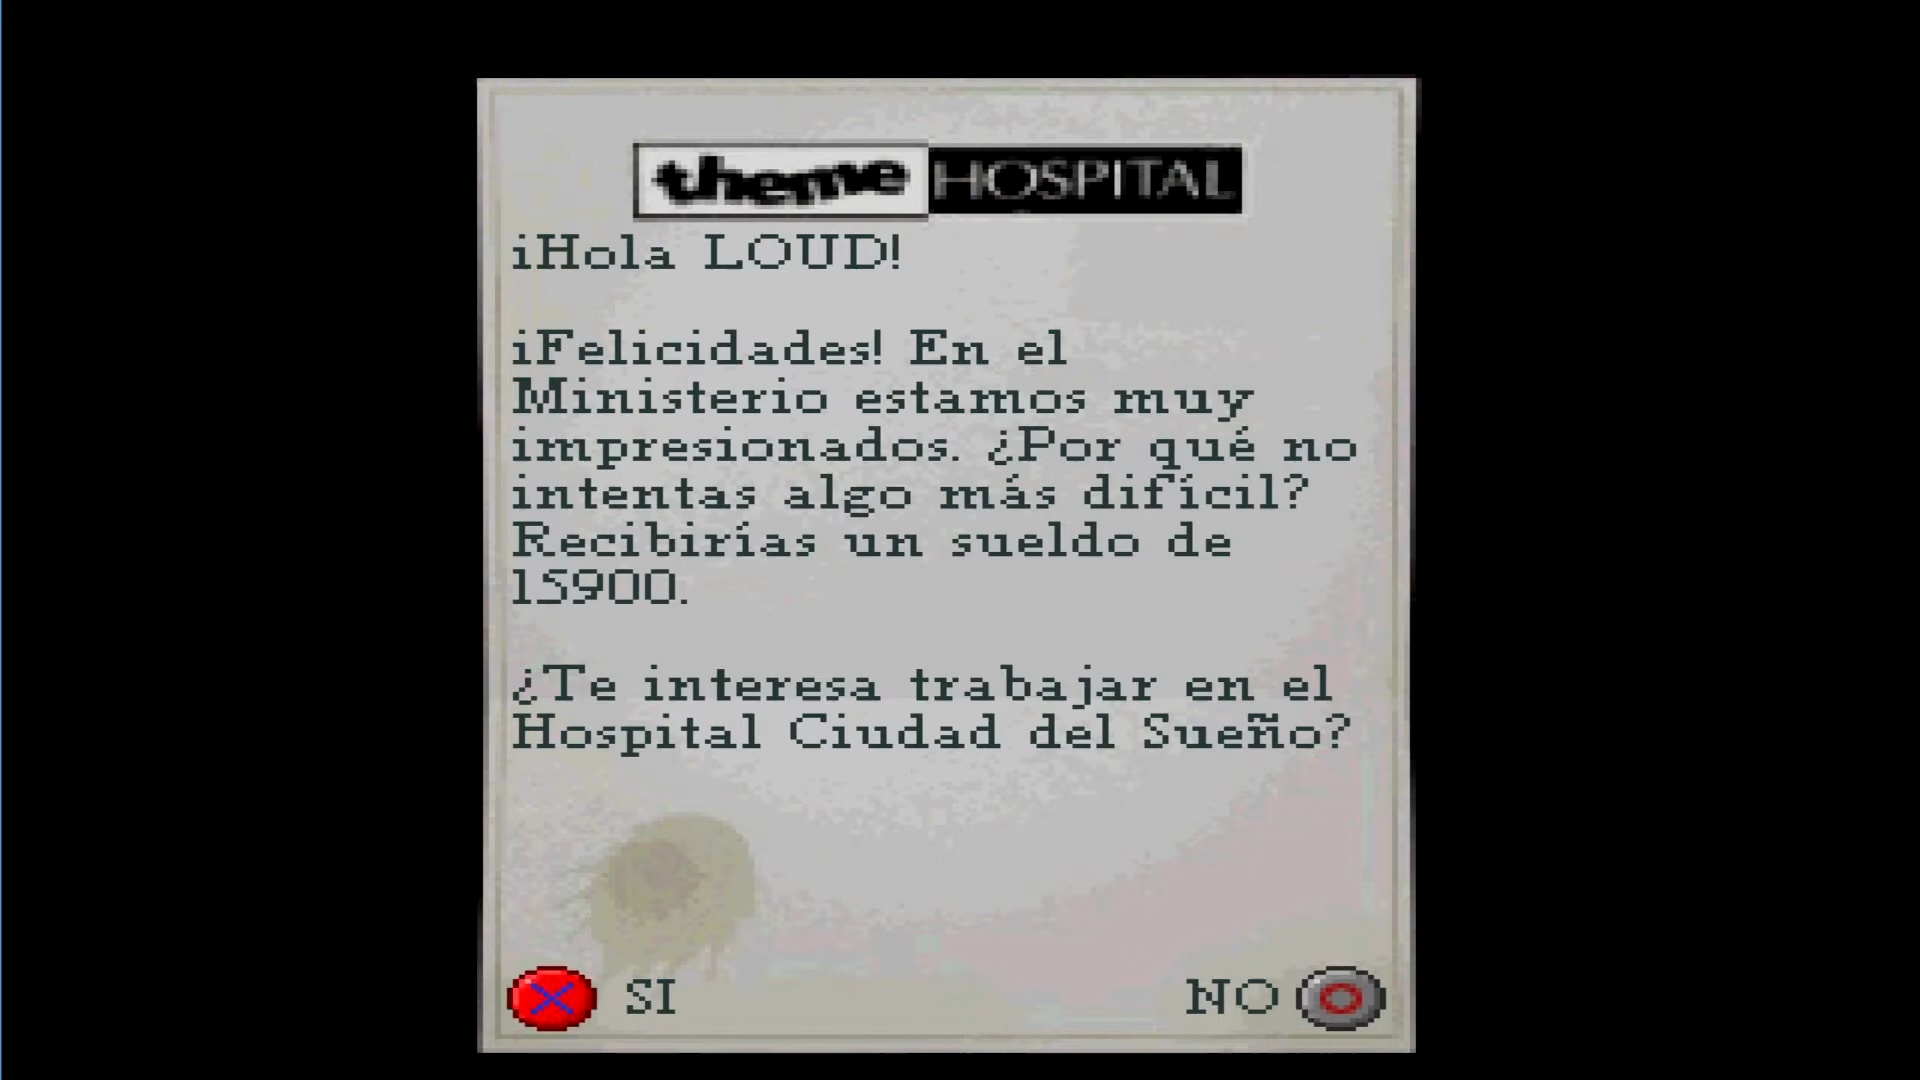 theme HOSPITAL
¡Hola LOUD!
¡Felicidades! En el
Ministerio estamos muy
impresionados. ¿Por qué no
intentas algo más difícil?
Recibirías un sueldo de
15900.
¿Te interesa trabajar en el
Hospital Ciudad del Sueño?
SI NO